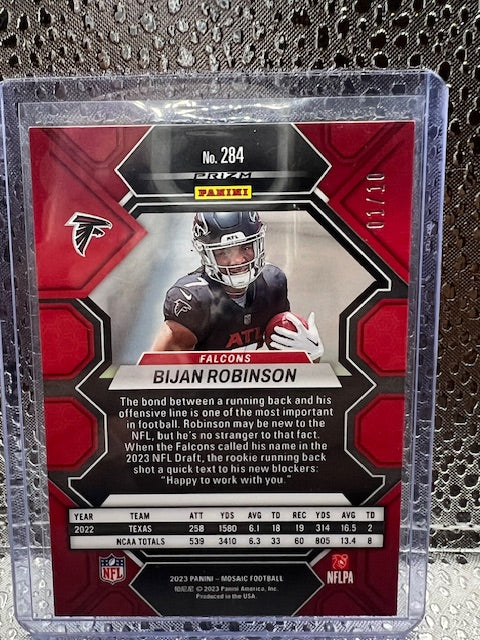 No. 284
PRIZM
PANINI
01/10
ATL
7
ATL
FALCONS
BIJAN ROBINSON
The bond between a running back and his
offensive line is one of the most important
in football. Robinson may be new to the
NFL, but he's no stranger to that fact.
When the Falcons called his name in the
2023 NFL Draft, the rookie running back
shot a quick text to his new blockers:
"Happy to work with you."
YEAR TEAM ATT YDS AVG TD REC YDS AVG TD
2022 TEXAS 258 1580 6.1 18 19 314 16.5 2
NCAA TOTALS 539 3410 6.3 33 60 805 13.4 8
NFL
NFLPA
2023 PANINI – MOSAIC FOOTBALL
帕尼尼 © 2023 Panini America, Inc.
Produced in the USA.